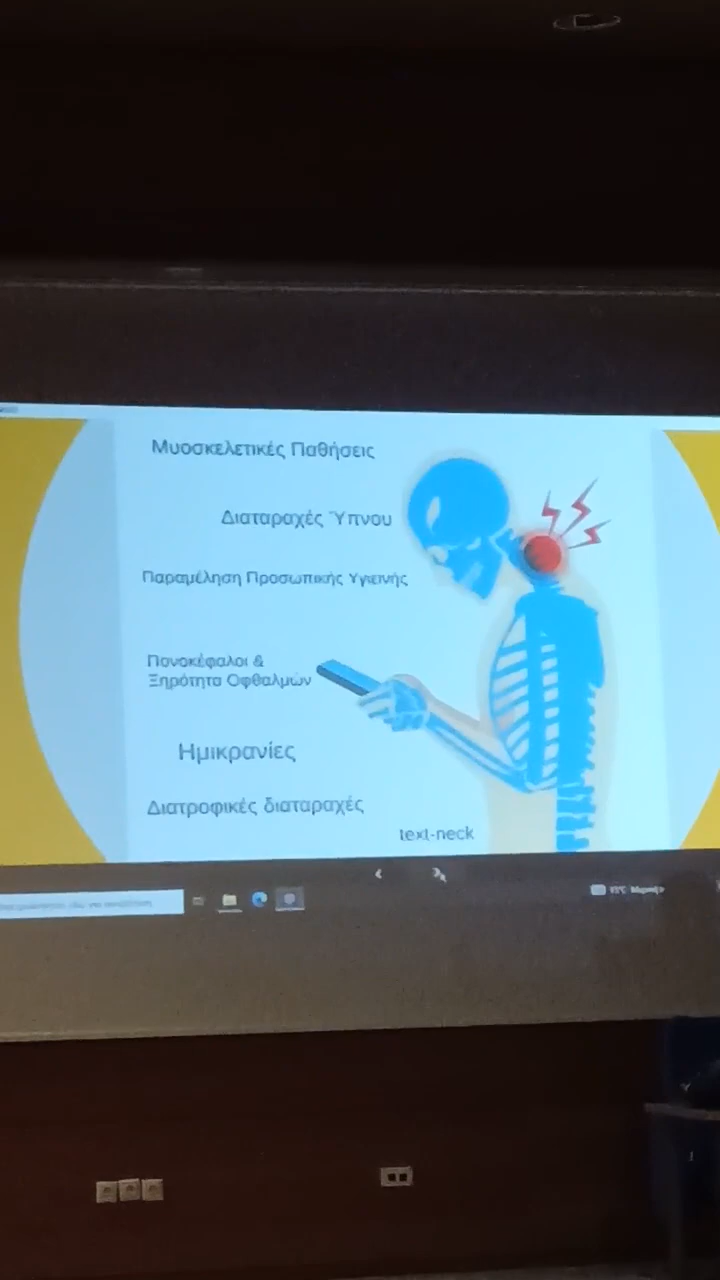 Μυοσκελετικές Παθήσεις
Διαταραχές Ύπνου
Παραμέληση Προσωπικής Υγιεινής
Πονοκέφαλοι &
Ξηρότητα Οφθαλμών
Ημικρανίες
Διατροφικές διαταραχές
text-neck